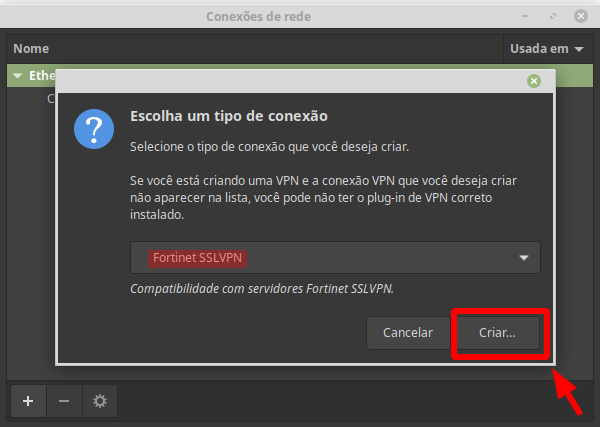 Conexões de rede
Nome
Usada em
Ethe
C
Escolha um tipo de conexão
Selecione o tipo de conexão que você deseja criar.
Se você está criando uma VPN e a conexão VPN que você deseja criar
não aparecer na lista, você pode não ter o plug-in de VPN correto
instalado.
Fortinet SSLVPN
Compatibilidade com servidores Fortinet SSLVPN.
Cancelar
Criar...